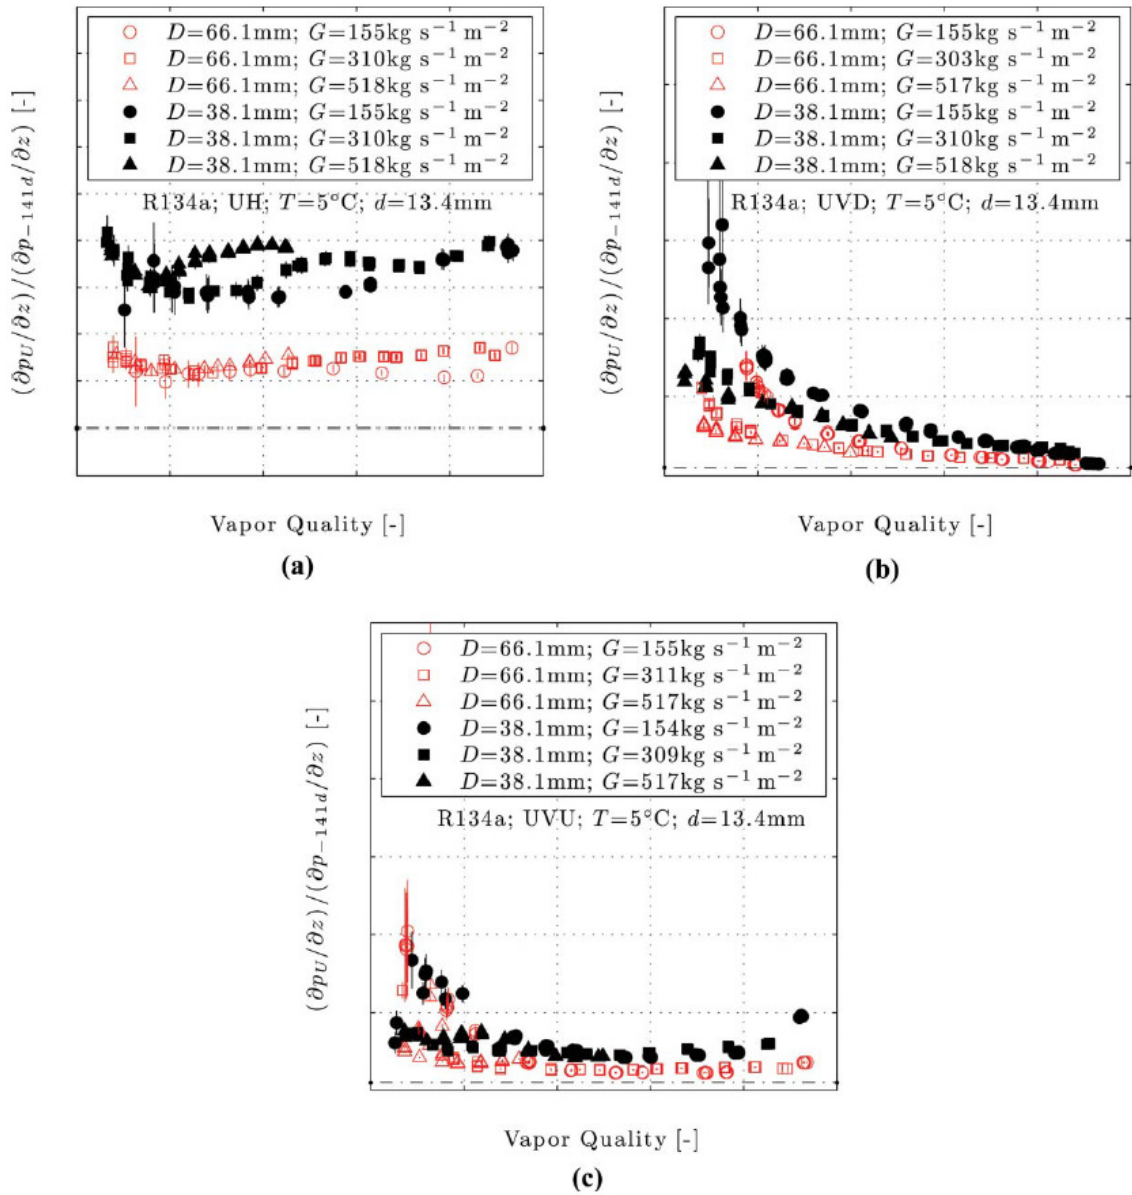 (∂p_U/∂z)/(∂p_−141d/∂z) [-]
D=66.1mm; G=155kg s⁻¹ m⁻²
D=66.1mm; G=310kg s⁻¹ m⁻²
D=66.1mm; G=518kg s⁻¹ m⁻²
D=38.1mm; G=155kg s⁻¹ m⁻²
D=38.1mm; G=310kg s⁻¹ m⁻²
D=38.1mm; G=518kg s⁻¹ m⁻²
R134a; UH; T=5°C; d=13.4mm
Vapor Quality [-]
(a)
(∂p_U/∂z)/(∂p_−141d/∂z) [-]
D=66.1mm; G=155kg s⁻¹ m⁻²
D=66.1mm; G=303kg s⁻¹ m⁻²
D=66.1mm; G=517kg s⁻¹ m⁻²
D=38.1mm; G=155kg s⁻¹ m⁻²
D=38.1mm; G=310kg s⁻¹ m⁻²
D=38.1mm; G=518kg s⁻¹ m⁻²
R134a; UVD; T=5°C; d=13.4mm
Vapor Quality [-]
(b)
(∂p_U/∂z)/(∂p_−141d/∂z) [-]
D=66.1mm; G=155kg s⁻¹ m⁻²
D=66.1mm; G=311kg s⁻¹ m⁻²
D=66.1mm; G=517kg s⁻¹ m⁻²
D=38.1mm; G=154kg s⁻¹ m⁻²
D=38.1mm; G=309kg s⁻¹ m⁻²
D=38.1mm; G=517kg s⁻¹ m⁻²
R134a; UVU; T=5°C; d=13.4mm
Vapor Quality [-]
(c)